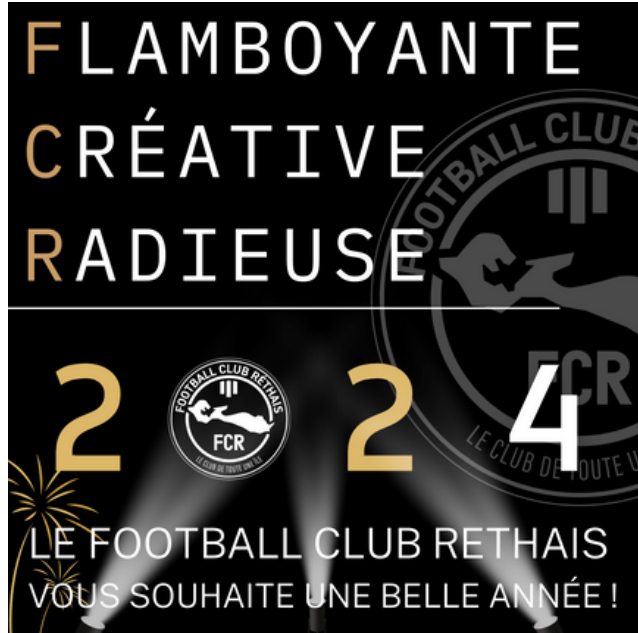 FLAMBOYANTE
CRÉATIVE
RADIEUSE
FOOTBALL CLUB
FCR
LE CLUB DE TOUTE U
2 2 4
FOOTBALL CLUB RETHAIS
FCR
LE CLUB DE TOUTE UNE ÎLE
LE FOOTBALL CLUB RETHAIS
VOUS SOUHAITE UNE BELLE ANNÉE !